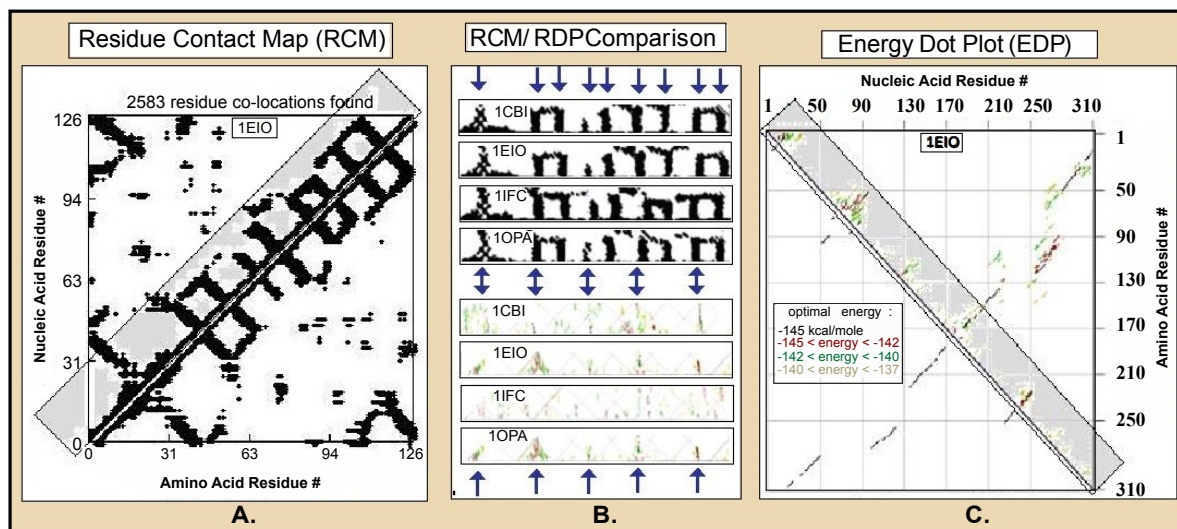 Residue Contact Map (RCM)
2583 residue co-locations found
1EIO
126
94
63
31
0
Nucleic Acid Residue #
0 31 63 94 126
Amino Acid Residue #
A.
RCM/ RDPComparison
1CBI
1EIO
1IFC
1OPA
1CBI
1EIO
1IFC
1OPA
B.
Energy Dot Plot (EDP)
Nucleic Acid Residue #
1 50 90 130 170 210 250 310
1EIO
1
50
90
130
170
210
250
310
Amino Acid Residue #
optimal energy :
-145 kcal/mole
-145 < energy < -142
-142 < energy < -140
-140 < energy < -137
C.